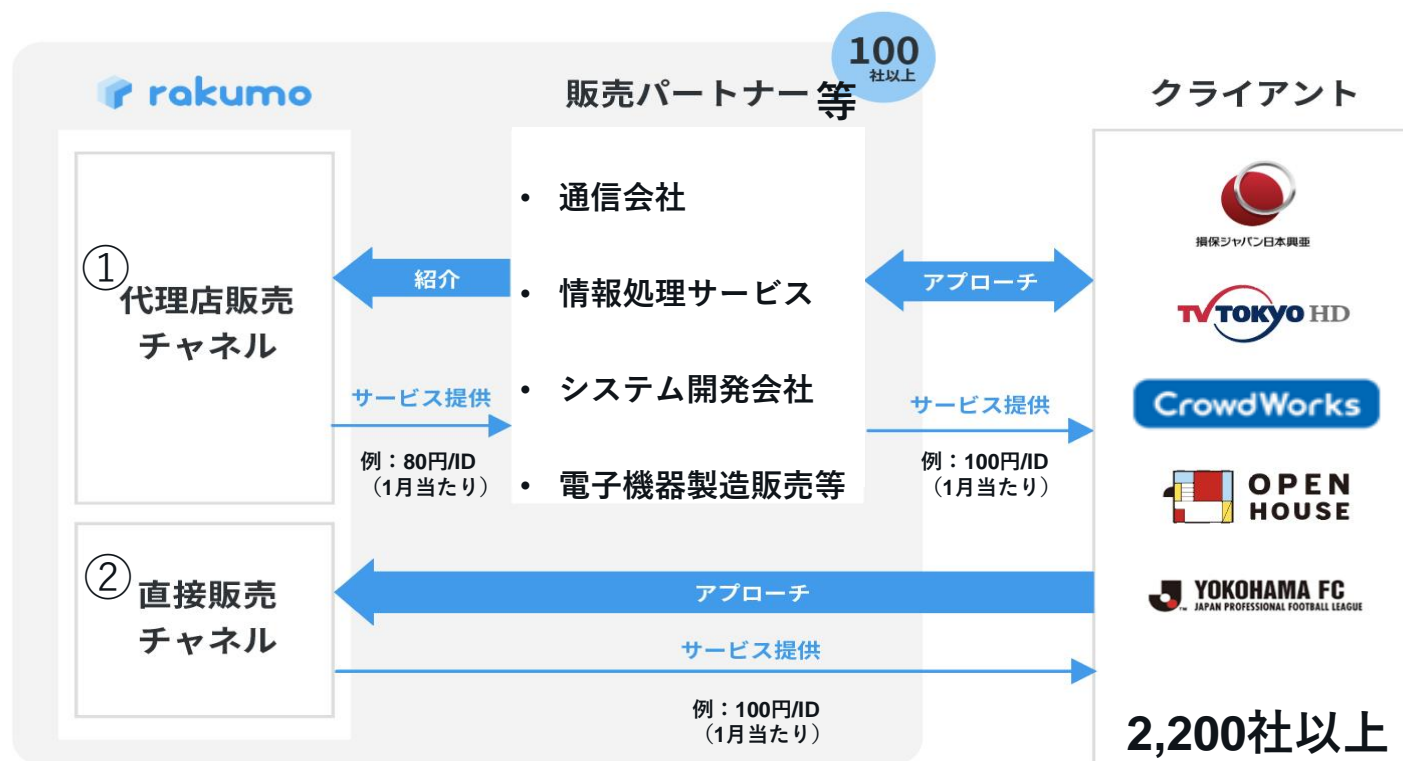 rakumo
販売パートナー等
100
社以上
クライアント
①
代理店販売
チャネル
紹介
サービス提供
例：80円/ID
（1月当たり）
• 通信会社
• 情報処理サービス
• システム開発会社
• 電子機器製造販売等
アプローチ
サービス提供
例：100円/ID
（1月当たり）
②
直接販売
チャネル
アプローチ
サービス提供
例：100円/ID
（1月当たり）
損保ジャパン日本興亜
TV TOKYO HD
CrowdWorks
OPEN
HOUSE
J
TM
YOKOHAMA FC
JAPAN PROFESSIONAL FOOTBALL LEAGUE
2,200社以上